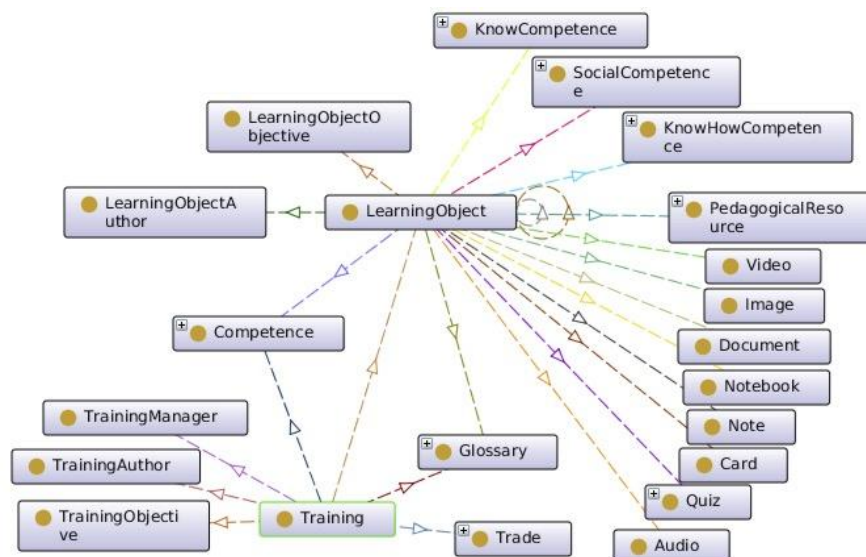 KnowCompetence
SocialCompetenc
e
LearningObjectO
bjective
KnowHowCompeten
ce
LearningObjectA
uthor
LearningObject
PedagogicalReso
urce
Video
Image
Competence
Document
Notebook
TrainingManager
Note
Glossary
TrainingAuthor
Card
Quiz
TrainingObjecti
ve
Training
Trade
Audio